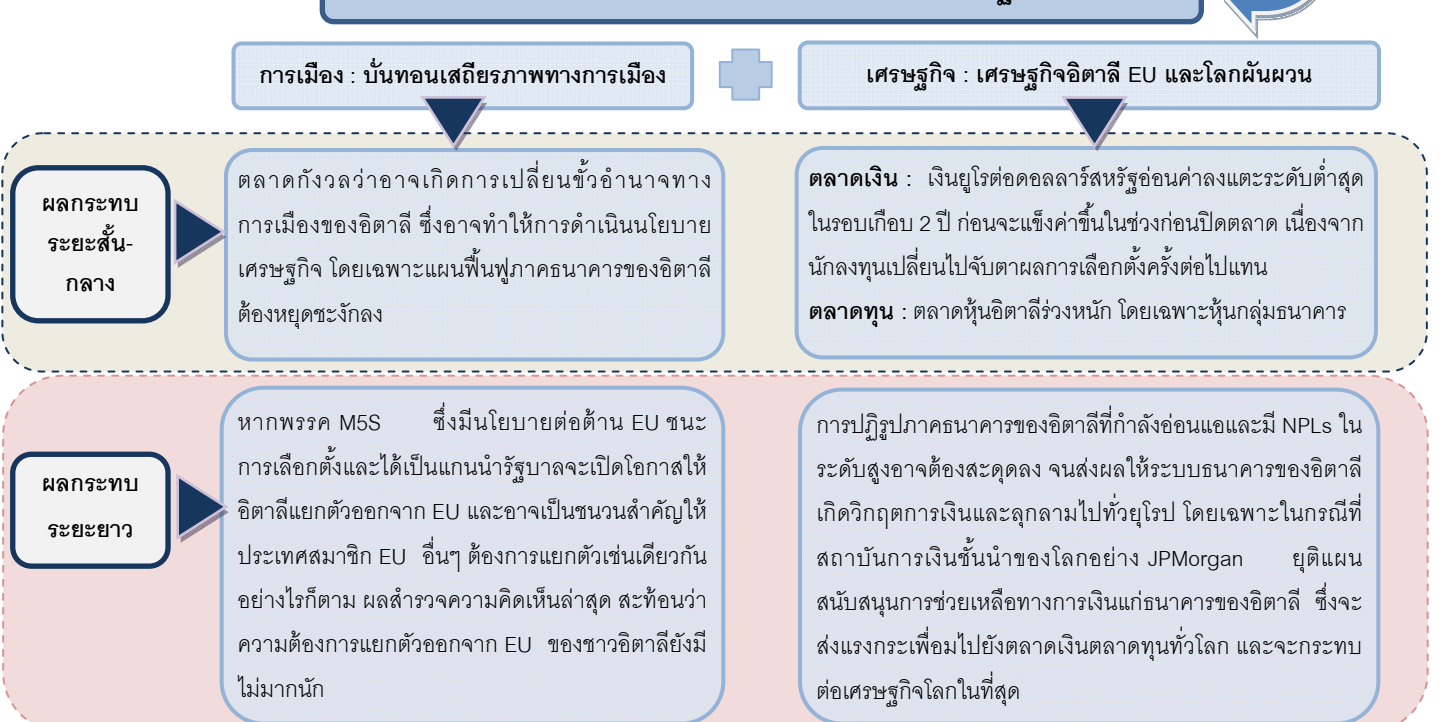 การเมือง : บั่นทอนเสถียรภาพทางการเมือง
เศรษฐกิจ : เศรษฐกิจอิตาลี EU และโลกผันผวน
ผลกระทบ
ระยะสั้น-
กลาง
ตลาดกังวลว่าอาจเกิดการเปลี่ยนขั้วอำนาจทาง
การเมืองของอิตาลี ซึ่งอาจทำให้การดำเนินนโยบาย
เศรษฐกิจ โดยเฉพาะแผนฟื้นฟูภาคธนาคารของอิตาลี
ต้องหยุดชะงักลง
ตลาดเงิน : เงินยูโรต่อดอลลาร์สหรัฐอ่อนค่าลงแตะระดับต่ำสุด
ในรอบเกือบ 2 ปี ก่อนจะแข็งค่าขึ้นในช่วงก่อนปิดตลาด เนื่องจาก
นักลงทุนเปลี่ยนไปจับตาผลการเลือกตั้งครั้งต่อไปแทน
ตลาดทุน : ตลาดหุ้นอิตาลีร่วงหนัก โดยเฉพาะหุ้นกลุ่มธนาคาร
ผลกระทบ
ระยะยาว
หากพรรค M5S ซึ่งมีนโยบายต่อต้าน EU ชนะ
การเลือกตั้งและได้เป็นแกนนำรัฐบาลจะเปิดโอกาสให้
อิตาลีแยกตัวออกจาก EU และอาจเป็นชนวนสำคัญให้
ประเทศสมาชิก EU อื่นๆ ต้องการแยกตัวเช่นเดียวกัน
อย่างไรก็ตาม ผลสำรวจความคิดเห็นล่าสุด สะท้อนว่า
ความต้องการแยกตัวออกจาก EU ของชาวอิตาลียังมี
ไม่มากนัก
การปฏิรูปภาคธนาคารของอิตาลีที่กำลังอ่อนแอและมี NPLs ใน
ระดับสูงอาจต้องสะดุดลง จนส่งผลให้ระบบธนาคารของอิตาลี
เกิดวิกฤตการเงินและลุกลามไปทั่วยุโรป โดยเฉพาะในกรณีที่
สถาบันการเงินชั้นนำของโลกอย่าง JPMorgan ยุติแผน
สนับสนุนการช่วยเหลือทางการเงินแก่ธนาคารของอิตาลี ซึ่งจะ
ส่งแรงกระเพื่อมไปยังตลาดเงินตลาดทุนทั่วโลก และจะกระทบ
ต่อเศรษฐกิจโลกในที่สุด